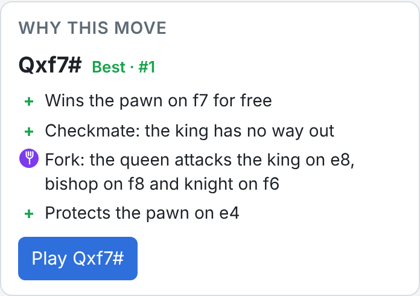 WHY THIS MOVE
Qxf7# Best · #1
+ Wins the pawn on f7 for free
+ Checkmate: the king has no way out
Fork: the queen attacks the king on e8,
bishop on f8 and knight on f6
+ Protects the pawn on e4
Play Qxf7#